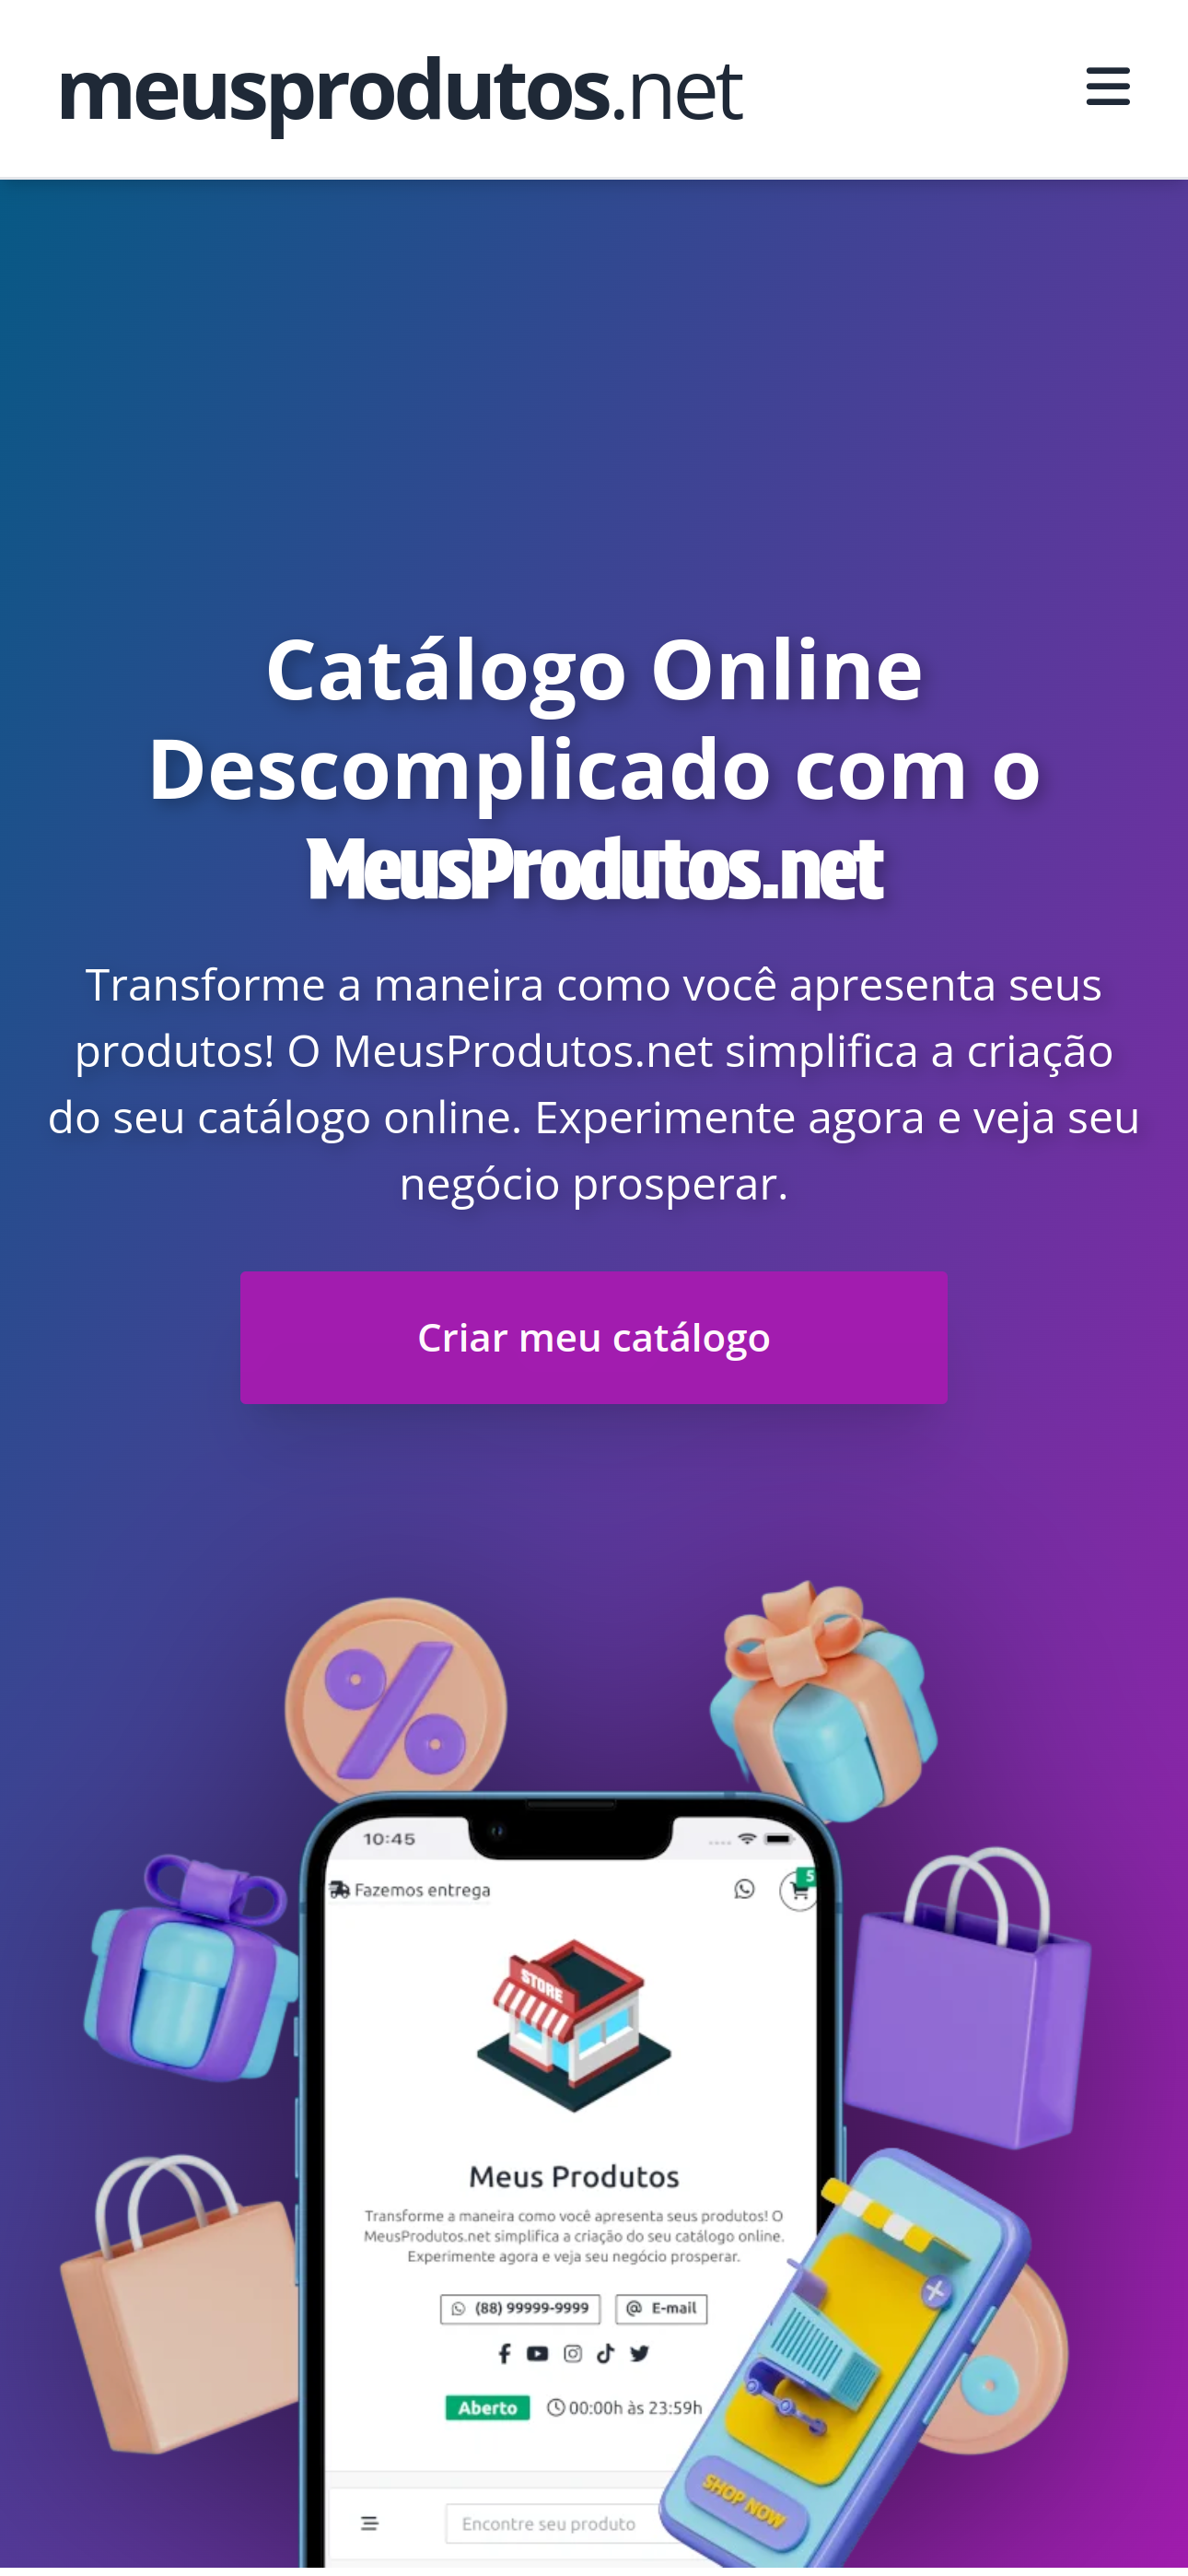 meusprodutos.net
Catálogo Online
Descomplicado com o
MeusProdutos.net
Transforme a maneira como você apresenta seus
produtos! O MeusProdutos.net simplifica a criação
do seu catálogo online. Experimente agora e veja seu
negócio prosperar.
Criar meu catálogo
10:45
Fazemos entrega
5
STORE
Meus Produtos
Transforme a maneira como você apresenta seus produtos! O
MeusProdutos.net simplifica a criação do seu catálogo online.
Experimente agora e veja seu negócio prosperar.
(88) 99999-9999 @ E-mail
Aberto 00:00h às 23:59h
Encontre seu produto
SHOP NOW